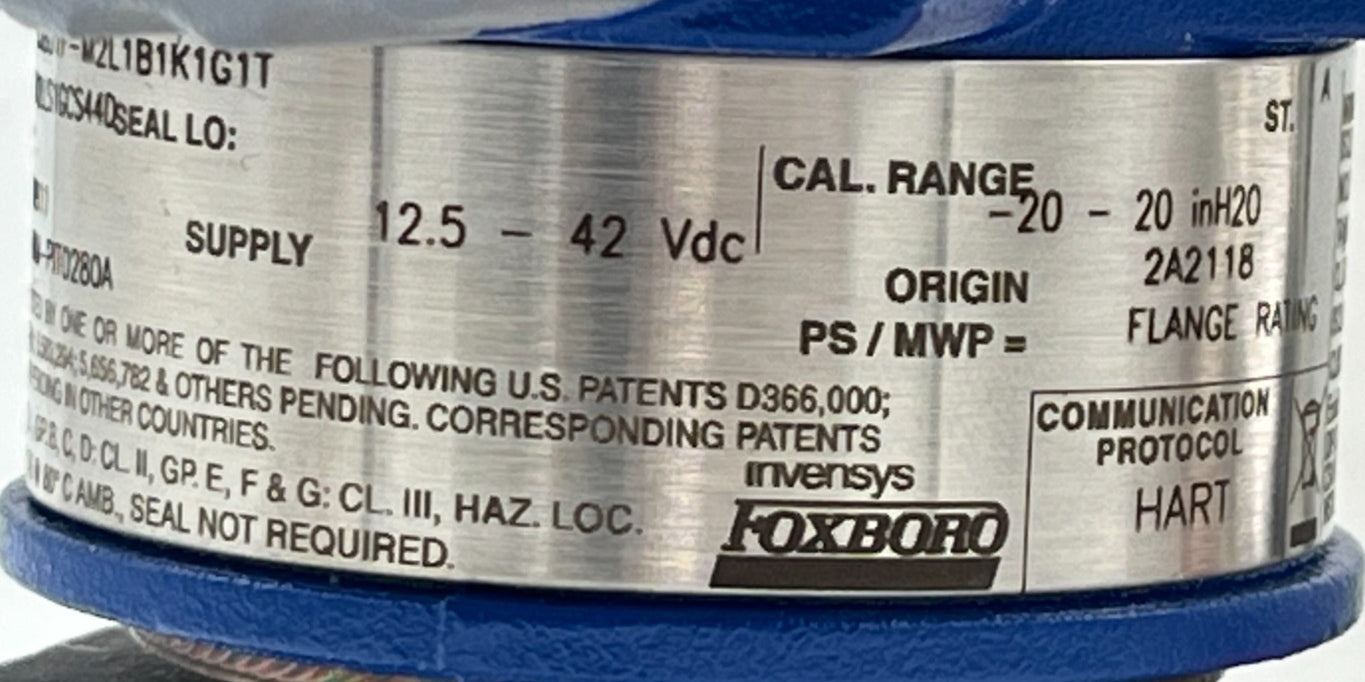 -M2L1B1K1G1T
ST. A
SEAL LO:
CAL. RANGE
-20 - 20 inH20
SUPPLY 12.5 - 42 Vdc
ORIGIN 2A2118
0280A
PS / MWP = FLANGE RATING
BY ONE OR MORE OF THE FOLLOWING U.S. PATENTS D366,000;
5,656,782 & OTHERS PENDING. CORRESPONDING PATENTS
IN OTHER COUNTRIES.
C, D: CL. II, GP. E, F & G: CL. III, HAZ. LOC.
C AMB., SEAL NOT REQUIRED.
invensys
FOXBORO
COMMUNICATION
PROTOCOL
HART